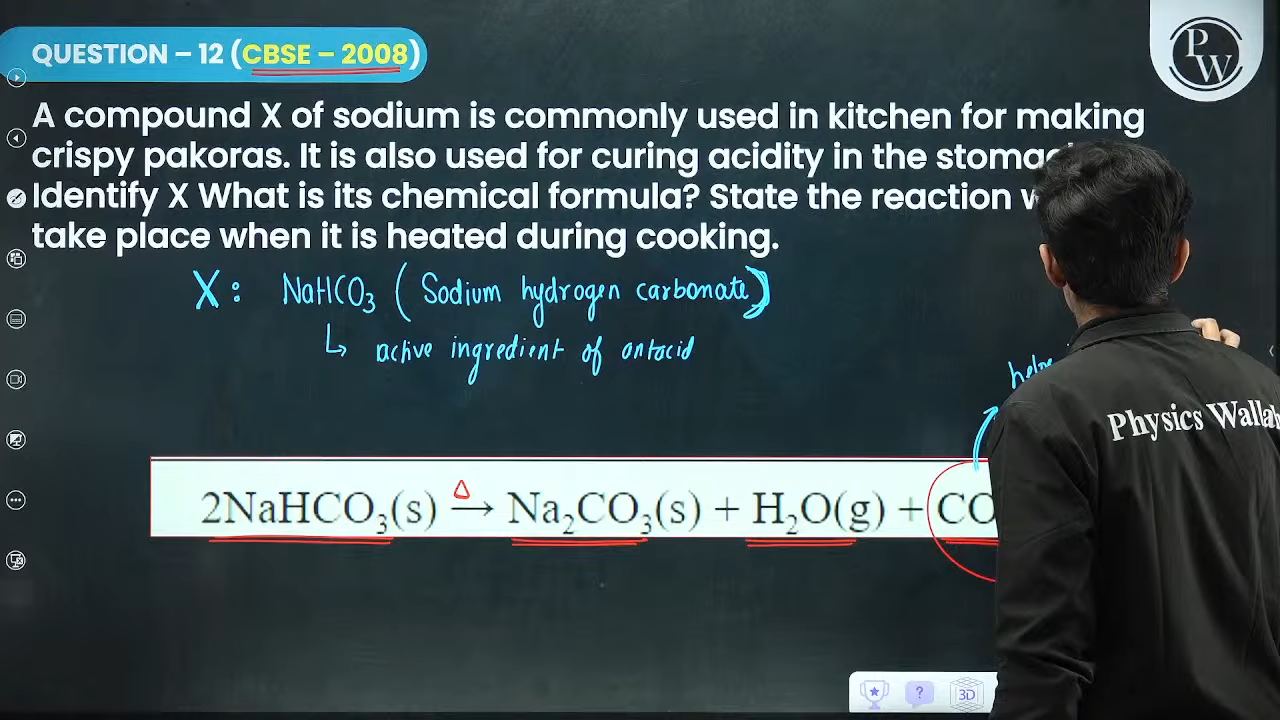 QUESTION – 12 (CBSE – 2008)
PW
A compound X of sodium is commonly used in kitchen for making
crispy pakoras. It is also used for curing acidity in the
Identify X What is its chemical formula? State the reaction
take place when it is heated during cooking.
X : NaHCO₃ (Sodium hydrogen carbonate)
↳ active ingredient of antacid
Physics
2NaHCO₃(s) Δ→ Na₂CO₃(s) + H₂O(g) + CO
?
3D